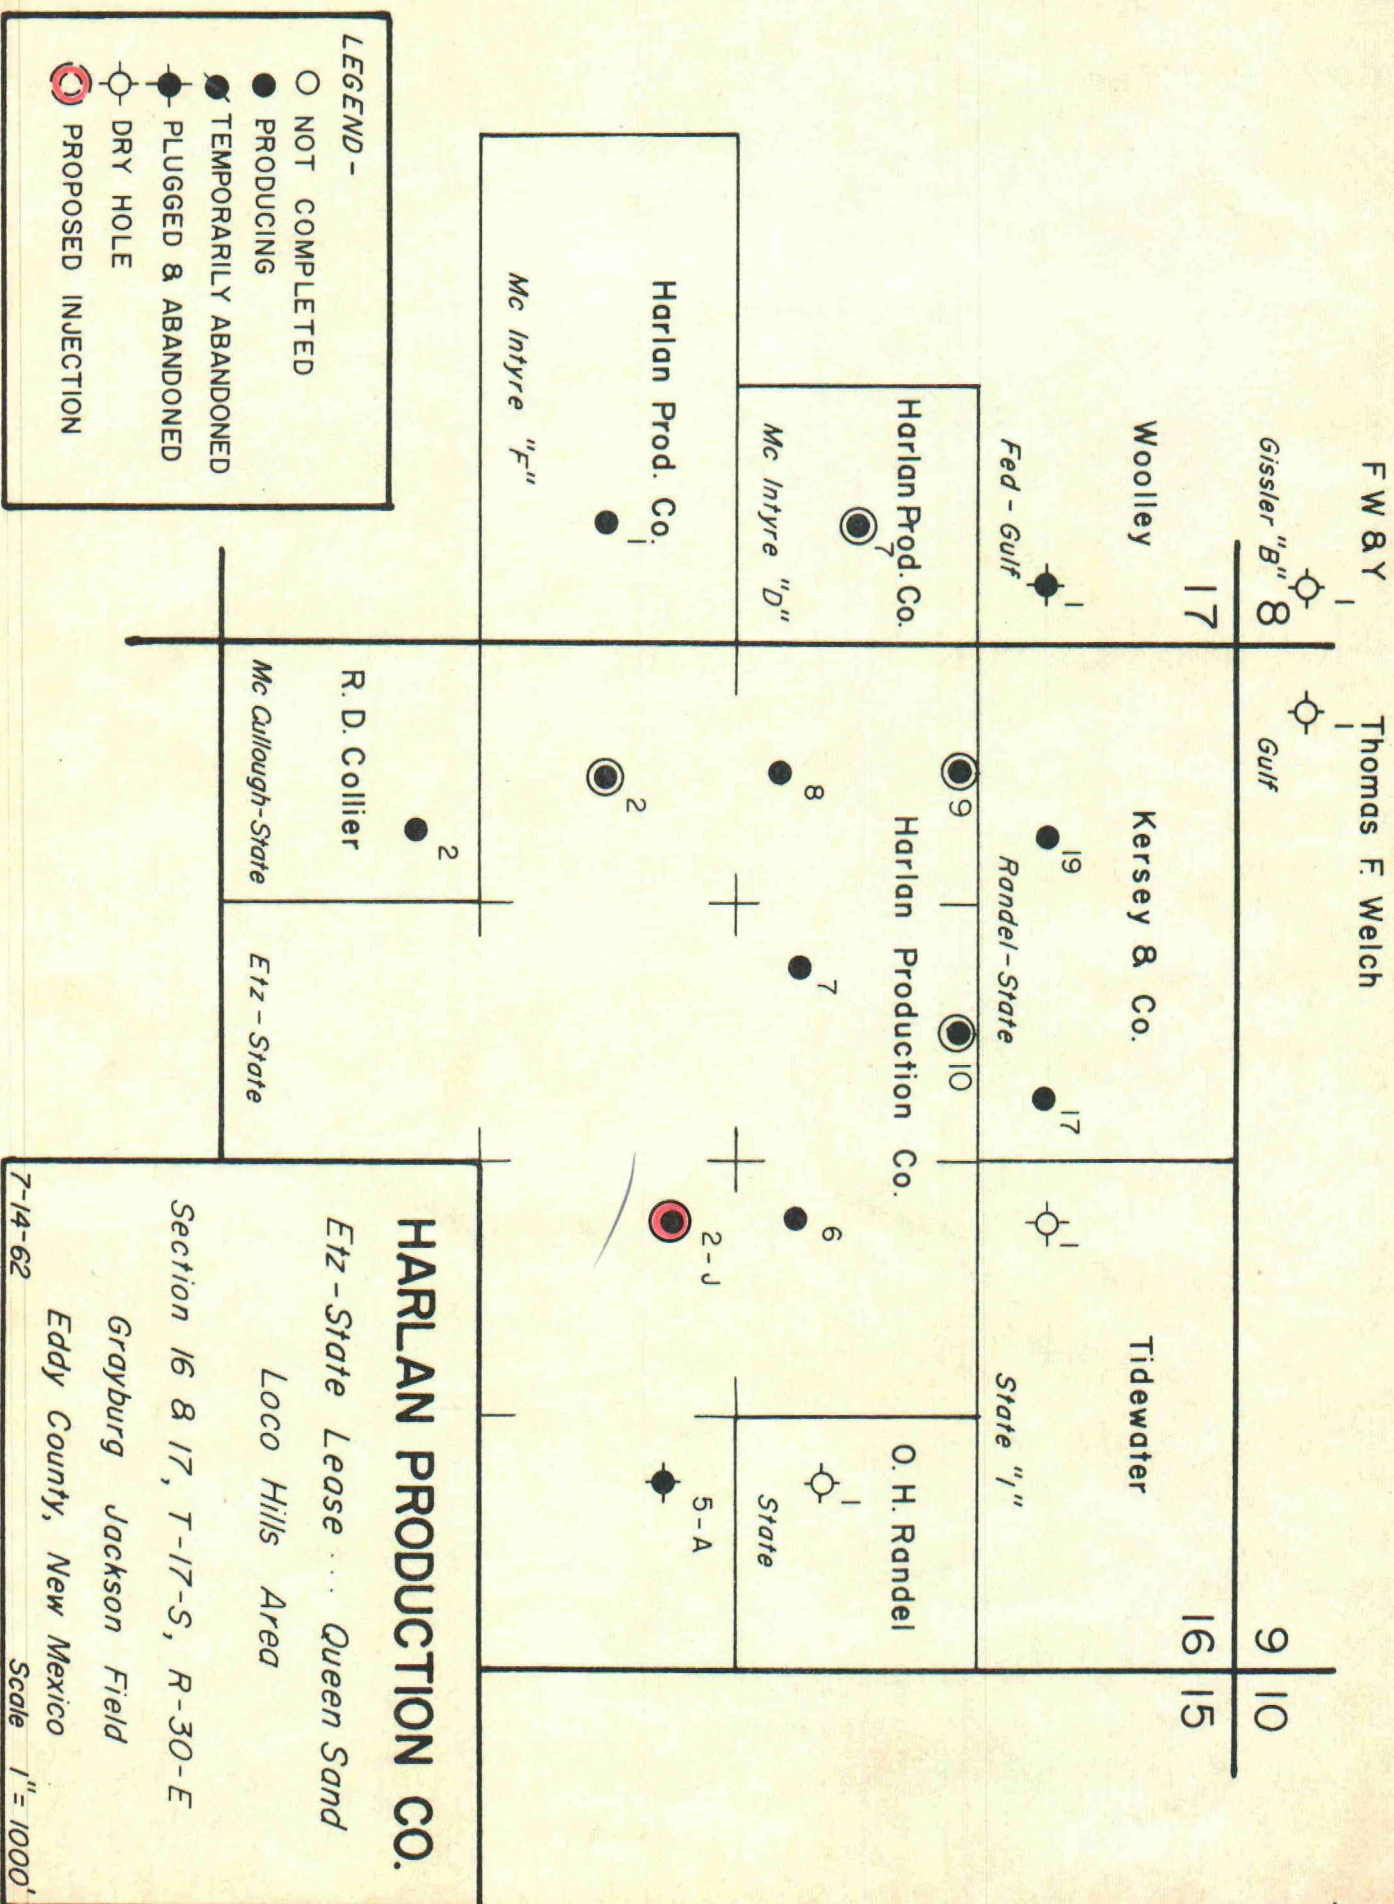 F W & Y
Thomas F. Welch
1
Gissler "B"
8
1
Gulf
9
10
17
16
15
Woolley
Kersey & Co.
Tidewater
1
Fed - Gulf
19
Randel - State
17
1
State "1"
Harlan Prod. Co.
7
Mc Intyre "D"
9
10
Harlan Production Co.
8
7
6
O. H. Randel
1
State
Harlan Prod. Co.
1
Mc Intyre "F"
2
2-J
5-A
LEGEND-
NOT COMPLETED
PRODUCING
TEMPORARILY ABANDONED
PLUGGED & ABANDONED
DRY HOLE
PROPOSED INJECTION
2
R. D. Collier
Mc Cullough-State
Etz - State
HARLAN PRODUCTION CO.
Etz - State Lease ... Queen Sand
Loco Hills Area
Section 16 & 17, T-17-S, R-30-E
Grayburg Jackson Field
Eddy County, New Mexico
7-14-62
Scale 1" = 1000'